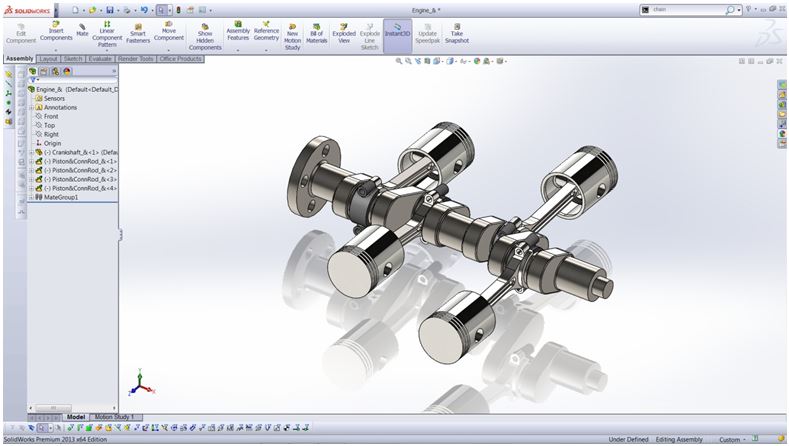 SOLIDWORKS
Engine_& *
chain
Edit Component
Insert Components
Mate
Linear Component Pattern
Smart Fasteners
Move Component
Show Hidden Components
Assembly Features
Reference Geometry
New Motion Study
Bill of Materials
Exploded View
Explode Line Sketch
Instant3D
Update Speedpak
Take Snapshot
Assembly Layout Sketch Evaluate Render Tools Office Products
Engine_& (Default<Default_D
Sensors
Annotations
Front
Top
Right
Origin
(-) Crankshaft_&<1> (Defau
(-) Piston&ConnRod_&<1>
(-) Piston&ConnRod_&<2>
(-) Piston&ConnRod_&<3>
(-) Piston&ConnRod_&<4>
MateGroup1
Y
X
Z
Model Motion Study 1
SolidWorks Premium 2013 x64 Edition
Under Defined Editing Assembly Custom